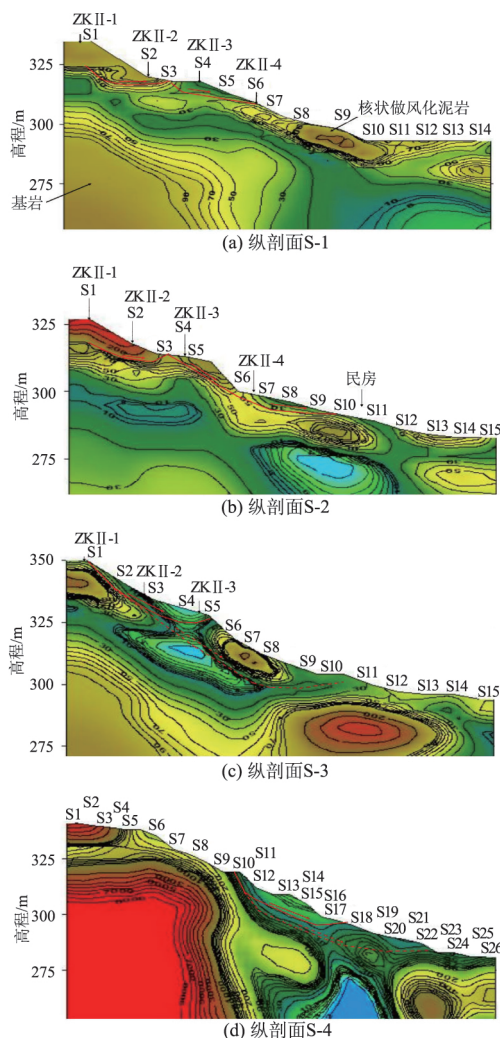 ZKⅡ-1
S1
ZKⅡ-2
S2
ZKⅡ-3
S3
S4
S5
ZKⅡ-4
S6
S7
S8
S9
核状做风化泥岩
S10 S11 S12 S13 S14
325
300
275
高程/m
基岩
90
70
50
30
(a) 纵剖面S-1
ZKⅡ-1
S1
ZKⅡ-2
S2
ZKⅡ-3
S3
S4
S5
ZKⅡ-4
S6
S7
S8
S9
S10
民房
S11
S12
S13
S14 S15
325
300
275
高程/m
(b) 纵剖面S-2
ZKⅡ-1
S1
S2
ZKⅡ-2
S3
ZKⅡ-3
S4
S5
S6
S7
S8
S9
S10
S11
S12
S13
S14
S15
350
325
300
275
高程/m
200
(c) 纵剖面S-3
S1
S2
S3
S4
S5
S6
S7
S8
S9
S10
S11
S12
S13
S14
S15
S16
S17
S18
S19
S20
S21
S22
S23
S24
S25
S26
325
300
275
高程/m
200
(d) 纵剖面S-4